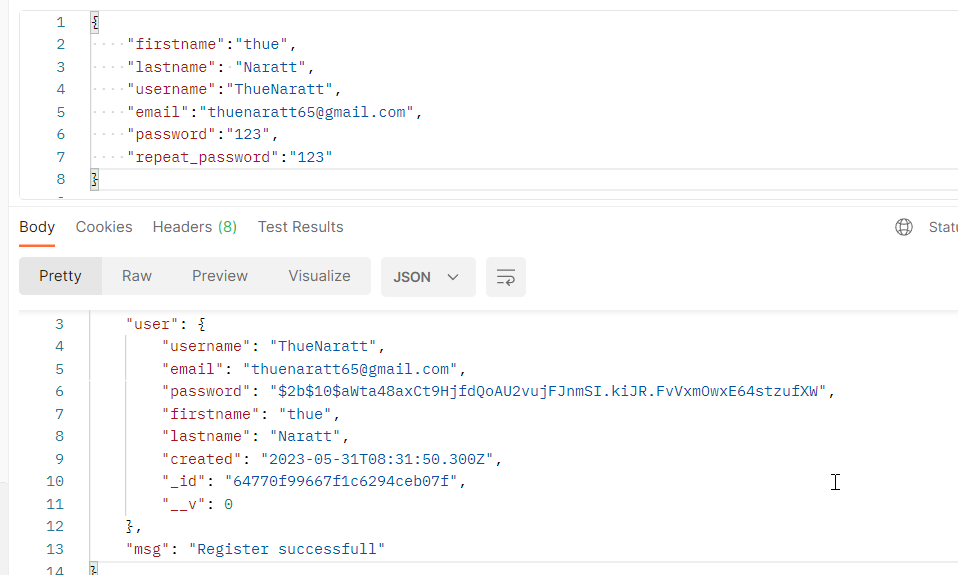 1 {
2 "firstname":"thue",
3 "lastname": "Naratt",
4 "username":"ThueNaratt",
5 "email":"thuenaratt65@gmail.com",
6 "password":"123",
7 "repeat_password":"123"
8 }
Body Cookies Headers (8) Test Results Statu
Pretty Raw Preview Visualize JSON
3 "user": {
4 "username": "ThueNaratt",
5 "email": "thuenaratt65@gmail.com",
6 "password": "$2b$10$aWta48axCt9HjfdQoAU2vujFJnmSI.kiJR.FvVxmOwxE64stzufXW",
7 "firstname": "thue",
8 "lastname": "Naratt",
9 "created": "2023-05-31T08:31:50.300Z",
10 "_id": "64770f99667f1c6294ceb07f",
11 "__v": 0
12 },
13 "msg": "Register successfull"
14 }